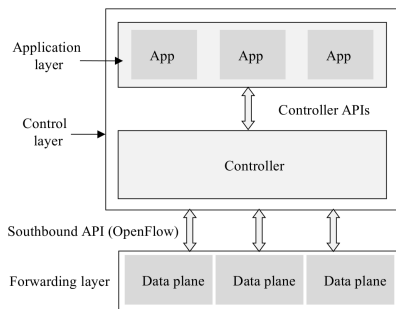 Application
layer
App App App
Controller APIs
Control
layer
Controller
Southbound API (OpenFlow)
Forwarding layer
Data plane Data plane Data plane